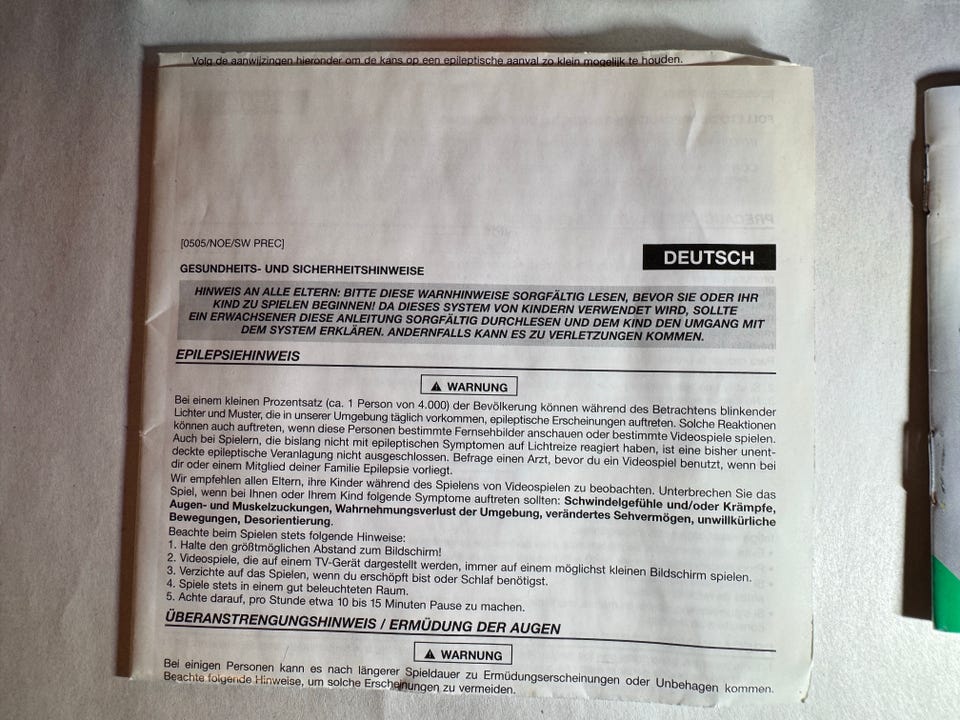 Volg de aanwijzingen hieronder om de kans op een epileptische aanval zo klein mogelijk te houden.
[0505/NOE/SW PREC]
DEUTSCH
GESUNDHEITS- UND SICHERHEITSHINWEISE
HINWEIS AN ALLE ELTERN: BITTE DIESE WARNHINWEISE SORGFÄLTIG LESEN, BEVOR SIE ODER IHR
KIND ZU SPIELEN BEGINNEN! DA DIESES SYSTEM VON KINDERN VERWENDET WIRD, SOLLTE
EIN ERWACHSENER DIESE ANLEITUNG SORGFÄLTIG DURCHLESEN UND DEM KIND DEN UMGANG MIT
DEM SYSTEM ERKLÄREN. ANDERNFALLS KANN ES ZU VERLETZUNGEN KOMMEN.
EPILEPSIEHINWEIS
WARNUNG
Bei einem kleinen Prozentsatz (ca. 1 Person von 4.000) der Bevölkerung können während des Betrachtens blinkender
Lichter und Muster, die in unserer Umgebung täglich vorkommen, epileptische Erscheinungen auftreten. Solche Reaktionen
können auch auftreten, wenn diese Personen bestimmte Fernsehbilder anschauen oder bestimmte Videospiele spielen.
Auch bei Spielern, die bislang nicht mit epileptischen Symptomen auf Lichtreize reagiert haben, ist eine bisher unent-
deckte epileptische Veranlagung nicht ausgeschlossen. Befrage einen Arzt, bevor du ein Videospiel benutzt, wenn bei
dir oder einem Mitglied deiner Familie Epilepsie vorliegt.
Wir empfehlen allen Eltern, ihre Kinder während des Spielens von Videospielen zu beobachten. Unterbrechen Sie das
Spiel, wenn bei Ihnen oder Ihrem Kind folgende Symptome auftreten sollten: Schwindelgefühle und/oder Krämpfe,
Augen- und Muskelzuckungen, Wahrnehmungsverlust der Umgebung, verändertes Sehvermögen, unwillkürliche
Bewegungen, Desorientierung.
Beachte beim Spielen stets folgende Hinweise:
1. Halte den größtmöglichen Abstand zum Bildschirm!
2. Videospiele, die auf einem TV-Gerät dargestellt werden, immer auf einem möglichst kleinen Bildschirm spielen.
3. Verzichte auf das Spielen, wenn du erschöpft bist oder Schlaf benötigst.
4. Spiele stets in einem gut beleuchteten Raum.
5. Achte darauf, pro Stunde etwa 10 bis 15 Minuten Pause zu machen.
ÜBERANSTRENGUNGSHINWEIS / ERMÜDUNG DER AUGEN
WARNUNG
Bei einigen Personen kann es nach längerer Spieldauer zu Ermüdungserscheinungen oder Unbehagen kommen.
Beachte folgende Hinweise, um solche Erscheinungen zu vermeiden.